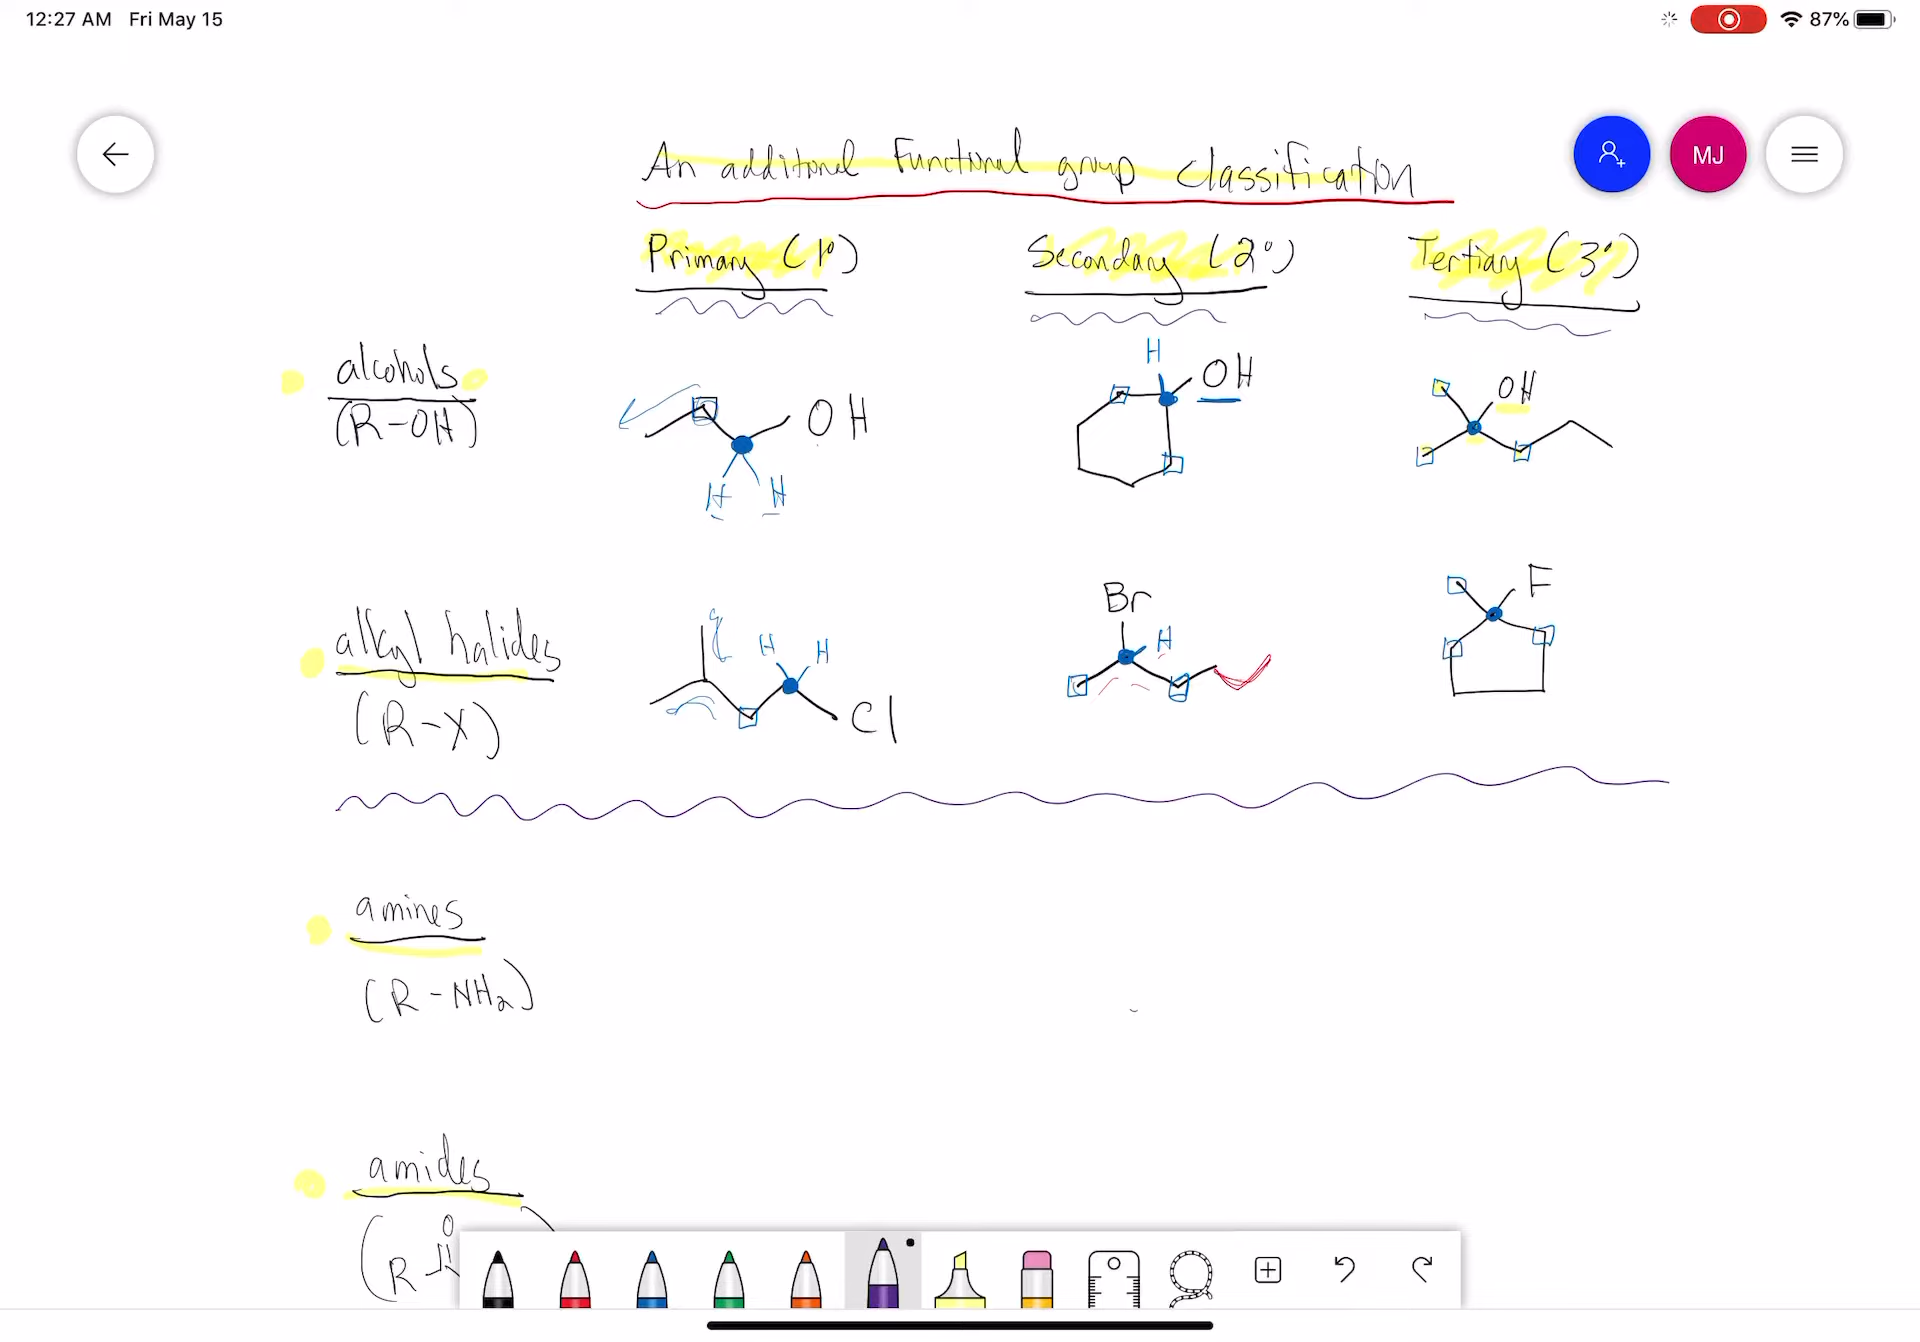 12:27 AM Fri May 15
87%
MJ
An additional Functional group classification
Primary (1°)
Secondary (2°)
Tertiary (3°)
alcohols
(R-OH)
OH
H H
H
OH
OH
alkyl halides
(R-X)
H H
Cl
Br
H
F
amines
(R-NH2)
amides
O
(R